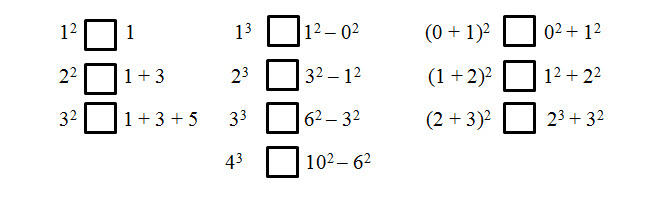 1² □ 1 1³ □ 1² – 0² (0 + 1)² □ 0² + 1²
2² □ 1 + 3 2³ □ 3² – 1² (1 + 2)² □ 1² + 2²
3² □ 1 + 3 + 5 3³ □ 6² – 3² (2 + 3)² □ 2³ + 3²
4³ □ 10² – 6²